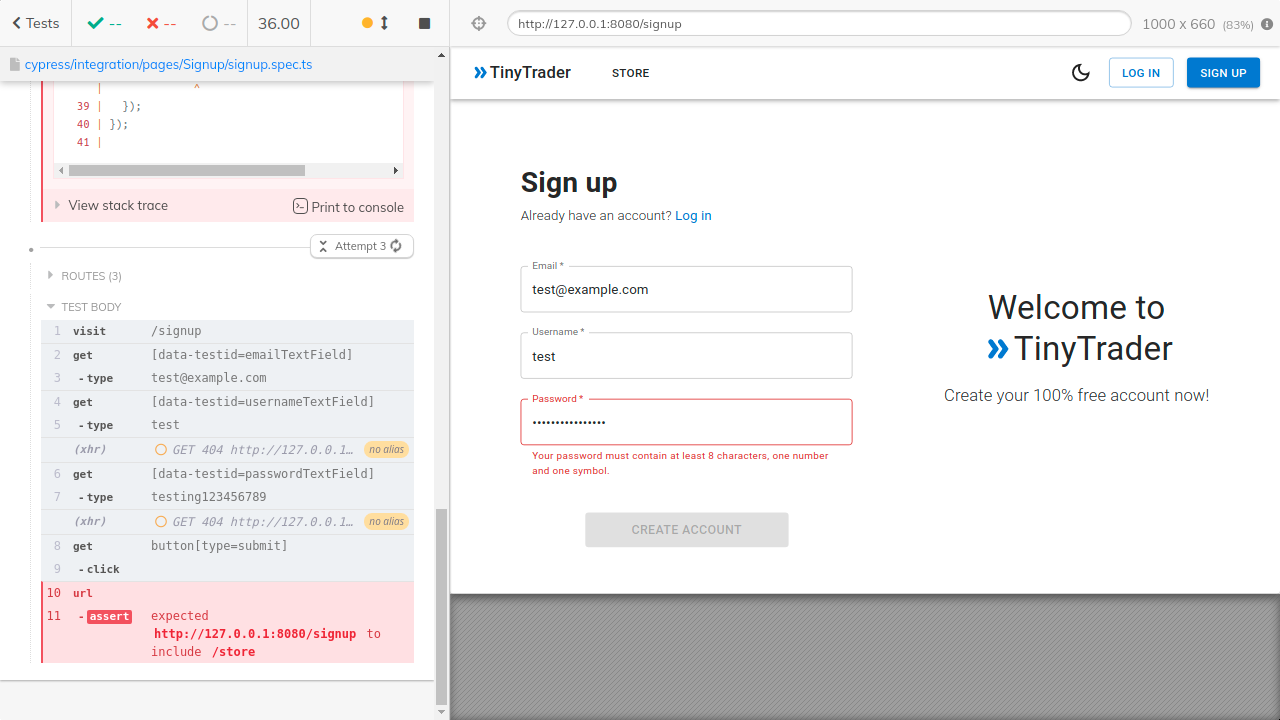 Tests
--
--
--
36.00
cypress/integration/pages/Signup/signup.spec.ts
| ^
39 | });
40 | });
41 |
View stack trace
Print to console
Attempt 3
ROUTES (3)
TEST BODY
1 visit /signup
2 get [data-testid=emailTextField]
3 -type test@example.com
4 get [data-testid=usernameTextField]
5 -type test
(xhr) GET 404 http://127.0.0.1... no alias
6 get [data-testid=passwordTextField]
7 -type testing123456789
(xhr) GET 404 http://127.0.0.1... no alias
8 get button[type=submit]
9 -click
10 url
11 -assert expected
http://127.0.0.1:8080/signup to
include /store
http://127.0.0.1:8080/signup
1000 x 660 (83%)
TinyTrader
STORE
LOG IN
SIGN UP
Sign up
Already have an account? Log in
Email *
test@example.com
Username *
test
Password *
••••••••••••••••
Your password must contain at least 8 characters, one number
and one symbol.
CREATE ACCOUNT
Welcome to
TinyTrader
Create your 100% free account now!